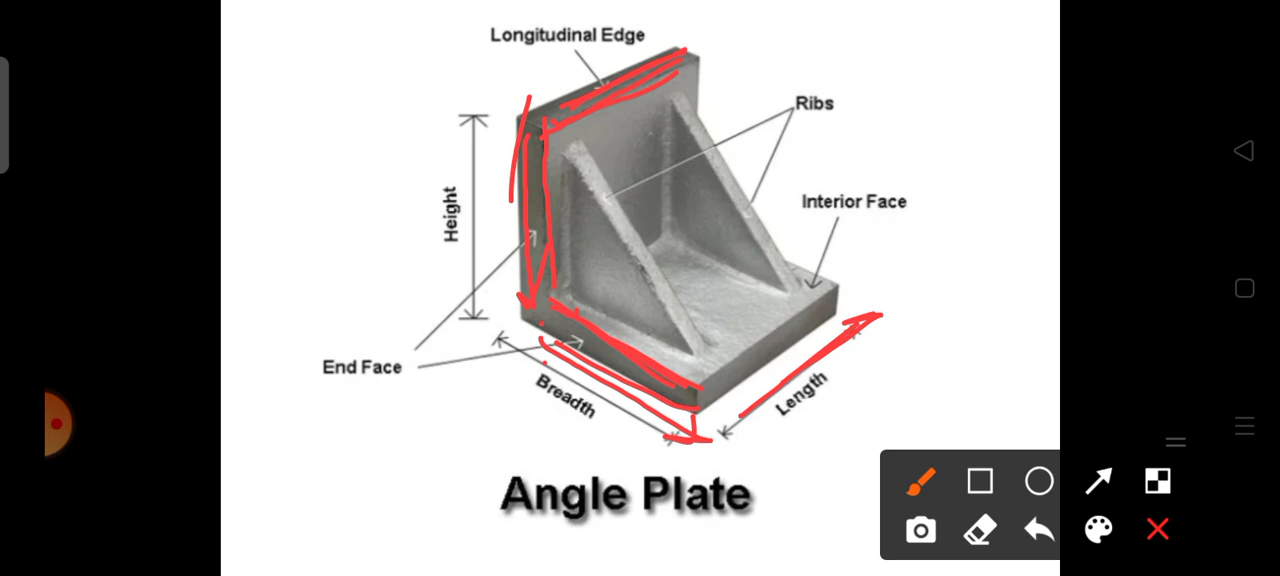 Longitudinal Edge
Ribs
Interior Face
Height
End Face
Breadth
Length
Angle Plate